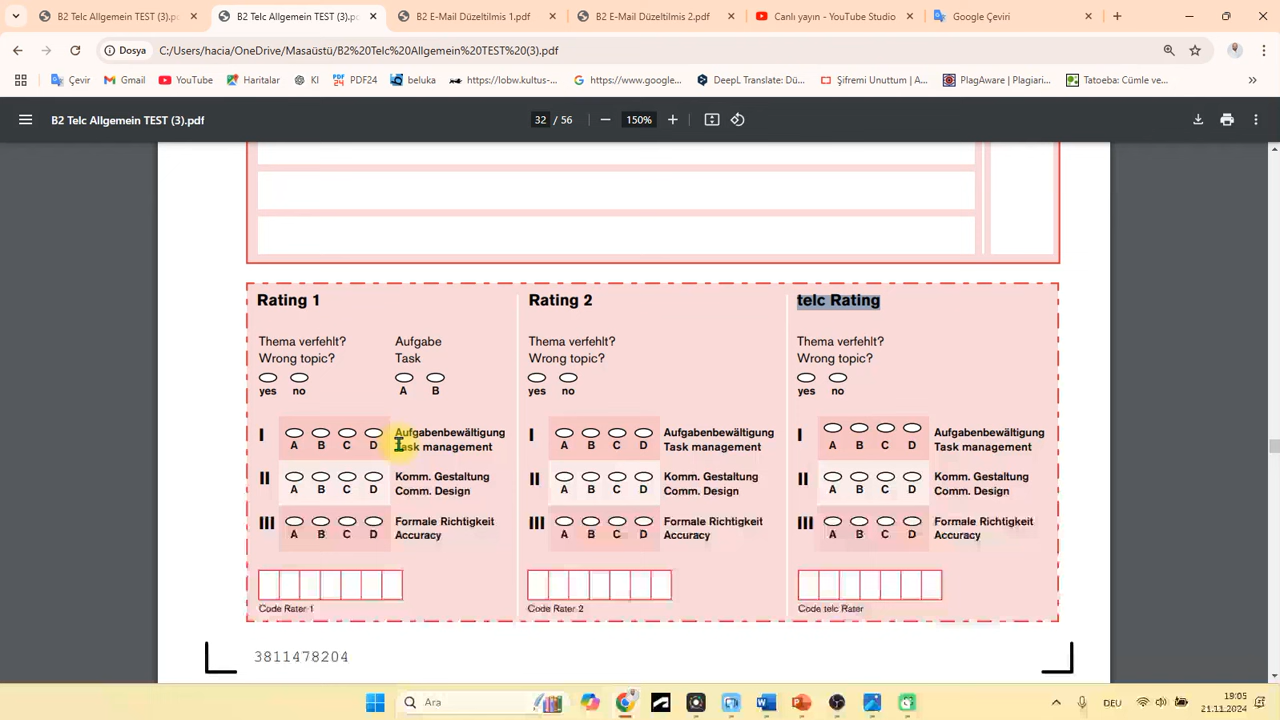 B2 Telc Allgemein TEST (3).pdf
B2 Telc Allgemein TEST (3).pdf
B2 E-Mail Düzeltilmis 1.pdf
B2 E-Mail Düzeltilmis 2.pdf
Canlı yayın - YouTube Studio
Google Çeviri
Dosya
C:/Users/hacia/OneDrive/Masaüstü/B2%20Telc%20Allgemein%20TEST%20(3).pdf
Çevir
Gmail
YouTube
Haritalar
KI
PDF24
beluka
https://lobw.kultus-...
https://www.google...
DeepL Translate: Dü...
Şifremi Unuttum | A...
PlagAware | Plagiari...
Tatoeba: Cümle ve...
B2 Telc Allgemein TEST (3).pdf
32 / 56
150%
Rating 1
Thema verfehlt?
Wrong topic?
yes no
Aufgabe
Task
A B
I
A B C D
Aufgabenbewältigung
Task management
II
A B C D
Komm. Gestaltung
Comm. Design
III
A B C D
Formale Richtigkeit
Accuracy
Code Rater 1
Rating 2
Thema verfehlt?
Wrong topic?
yes no
I
A B C D
Aufgabenbewältigung
Task management
II
A B C D
Komm. Gestaltung
Comm. Design
III
A B C D
Formale Richtigkeit
Accuracy
Code Rater 2
telc Rating
Thema verfehlt?
Wrong topic?
yes no
I
A B C D
Aufgabenbewältigung
Task management
II
A B C D
Komm. Gestaltung
Comm. Design
III
A B C D
Formale Richtigkeit
Accuracy
Code telc Rater
3811478204
Ara
DEU
19:05
21.11.2024